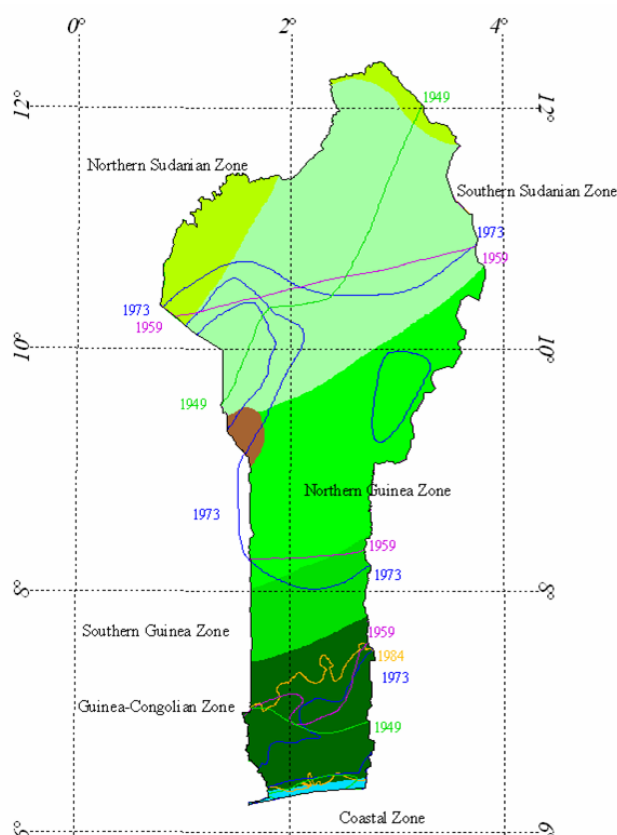 0° 2° 4°
12° 1949 12°
Northern Sudanian Zone
Southern Sudanian Zone
1973
1959
1973
1959
10° 10°
1949
Northern Guinea Zone
1973
1959
1973
8° 8°
Southern Guinea Zone
1959
1984
1973
Guinea-Congolian Zone
1949
Coastal Zone
6° 6°